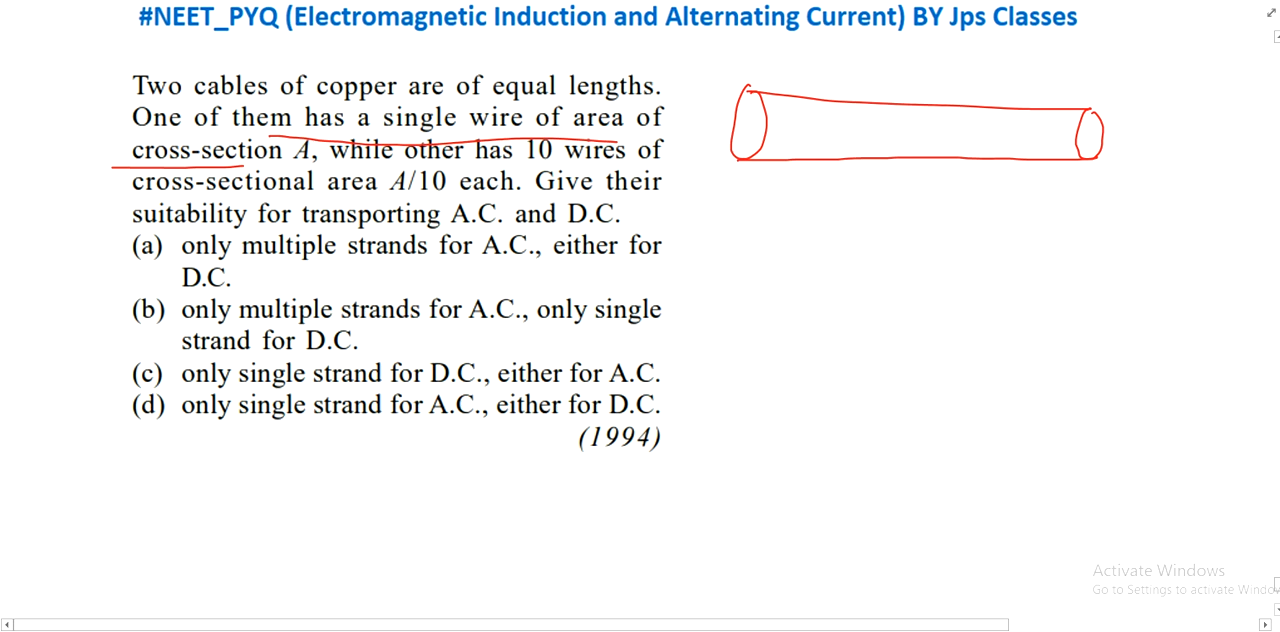 #NEET_PYQ (Electromagnetic Induction and Alternating Current) BY Jps Classes
Two cables of copper are of equal lengths.
One of them has a single wire of area of
cross-section A, while other has 10 wires of
cross-sectional area A/10 each. Give their
suitability for transporting A.C. and D.C.
(a) only multiple strands for A.C., either for
D.C.
(b) only multiple strands for A.C., only single
strand for D.C.
(c) only single strand for D.C., either for A.C.
(d) only single strand for A.C., either for D.C.
(1994)
Activate Windows
Go to Settings to activate Window